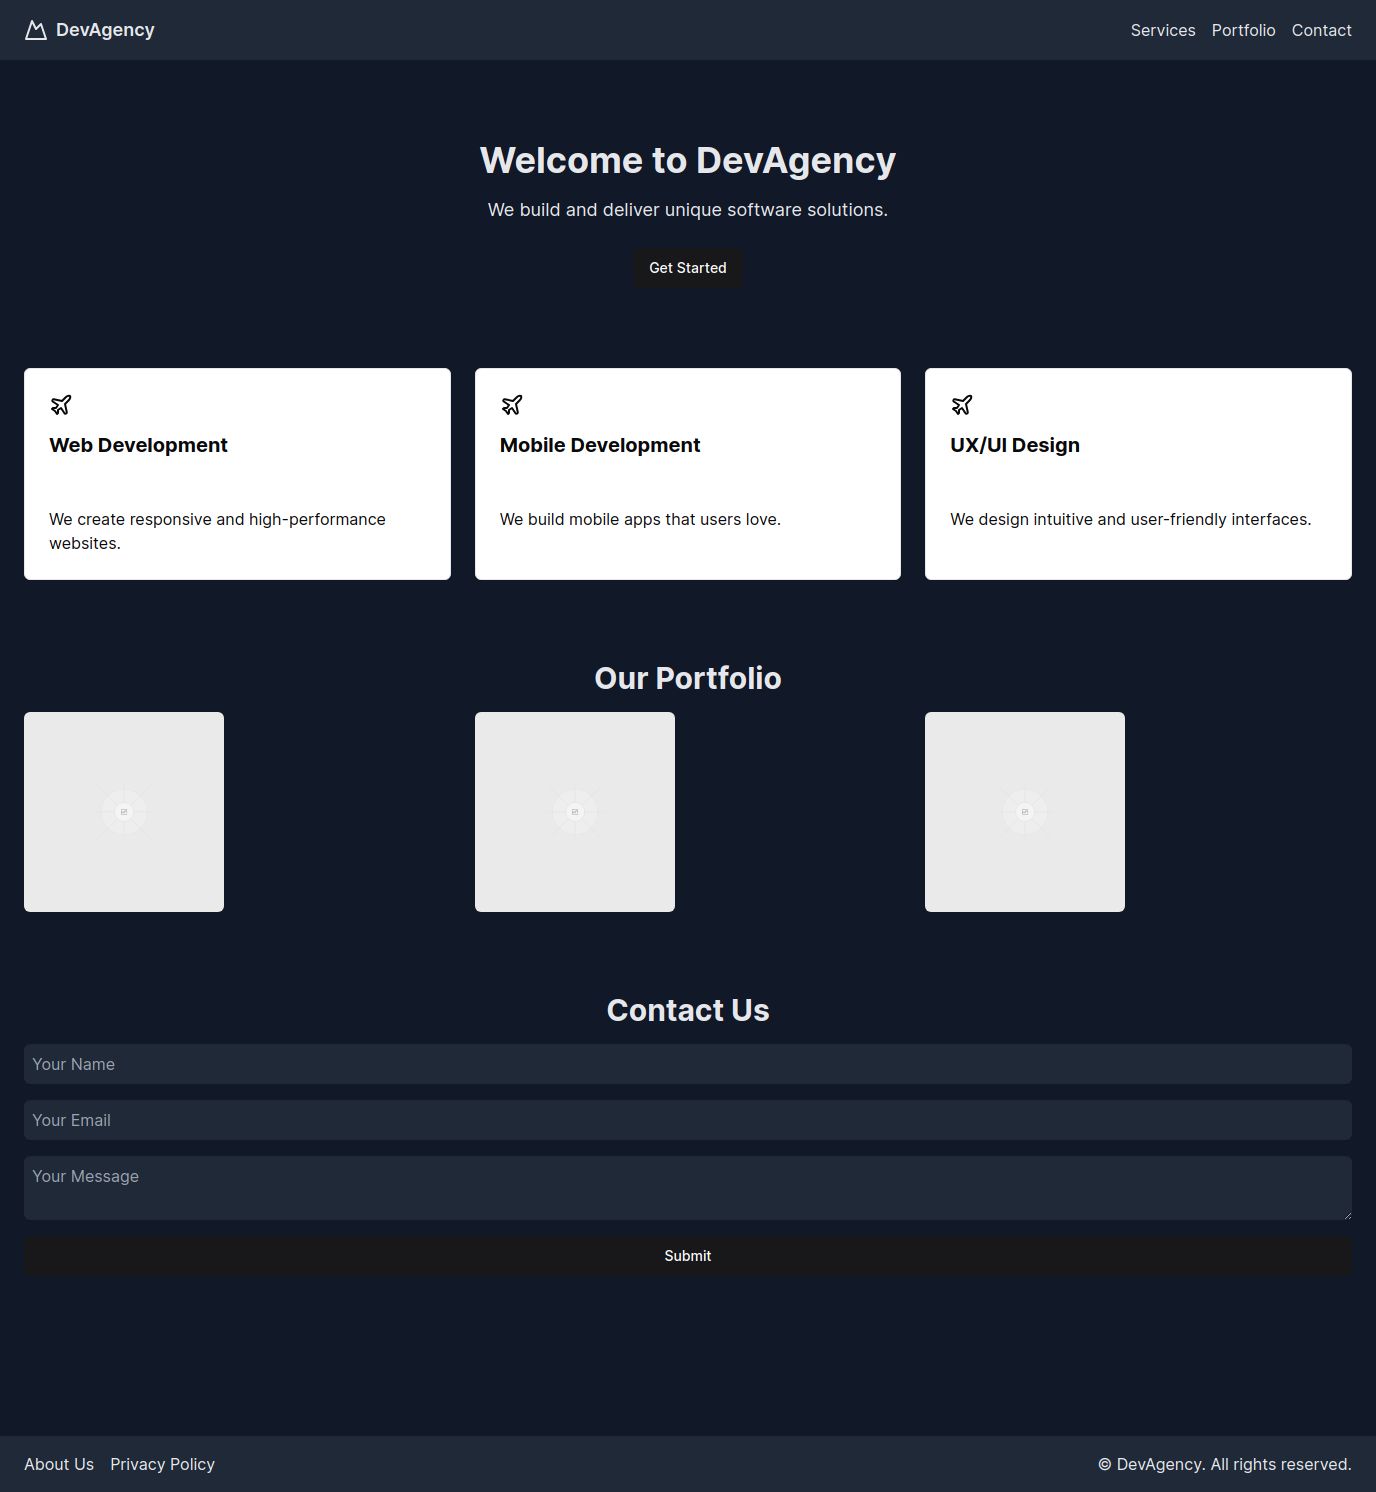 DevAgency
Services Portfolio Contact
Welcome to DevAgency
We build and deliver unique software solutions.
Get Started
Web Development
We create responsive and high-performance
websites.
Mobile Development
We build mobile apps that users love.
UX/UI Design
We design intuitive and user-friendly interfaces.
Our Portfolio
Contact Us
Your Name
Your Email
Your Message
Submit
About Us Privacy Policy
© DevAgency. All rights reserved.